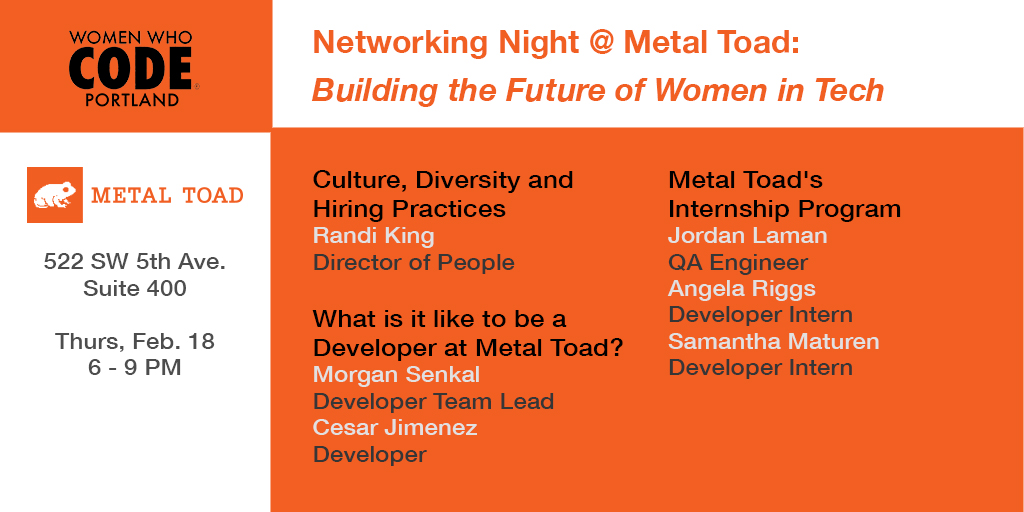 WOMEN WHO
CODE®
PORTLAND
Networking Night @ Metal Toad:
Building the Future of Women in Tech
METAL TOAD
522 SW 5th Ave.
Suite 400
Thurs, Feb. 18
6 - 9 PM
Culture, Diversity and
Hiring Practices
Randi King
Director of People
What is it like to be a
Developer at Metal Toad?
Morgan Senkal
Developer Team Lead
Cesar Jimenez
Developer
Metal Toad's
Internship Program
Jordan Laman
QA Engineer
Angela Riggs
Developer Intern
Samantha Maturen
Developer Intern